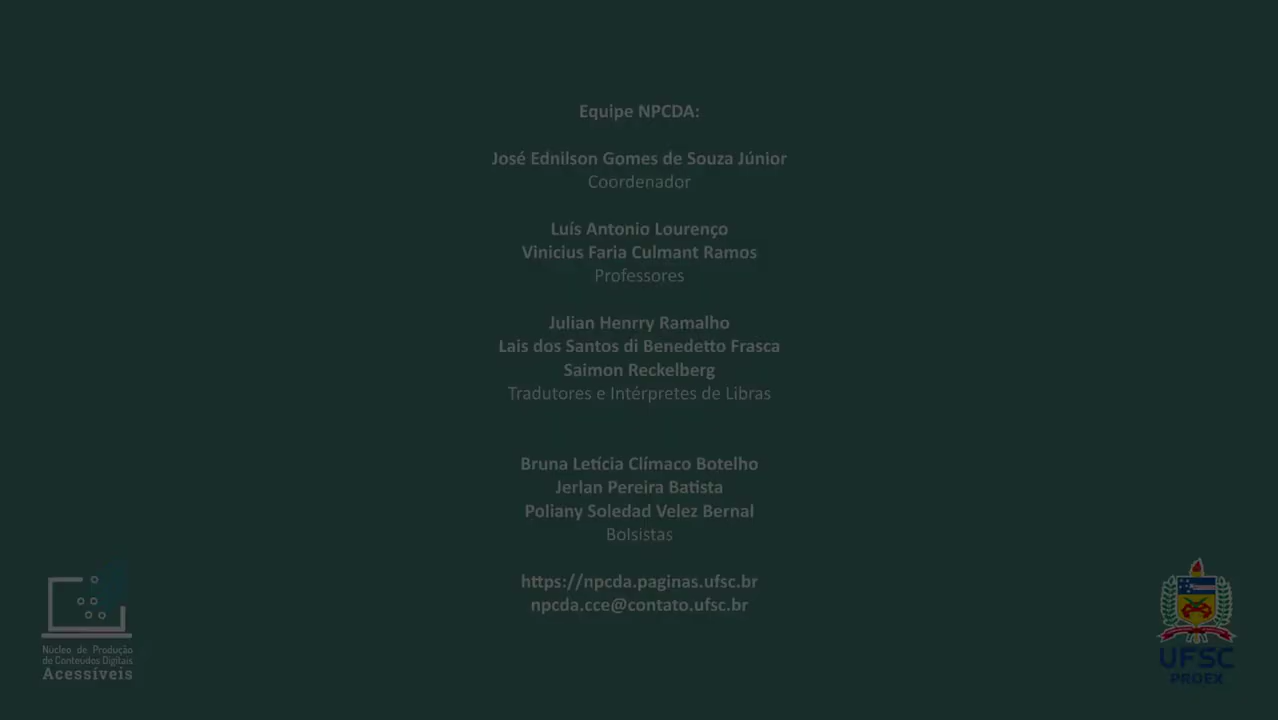 Equipe NPCDA:
José Ednilson Gomes de Souza Júnior
Coordenador
Luís Antonio Lourenço
Vinicius Faria Culmant Ramos
Professores
Julian Henrry Ramalho
Lais dos Santos di Benedetto Frasca
Saimon Reckelberg
Tradutores e Intérpretes de Libras
Bruna Letícia Clímaco Botelho
Jerlan Pereira Batista
Poliany Soledad Velez Bernal
Bolsistas
https://npcda.paginas.ufsc.br
npcda.cce@contato.ufsc.br
Núcleo de Produção
de Conteúdos Digitais
Acessíveis
UFSC
PROEX